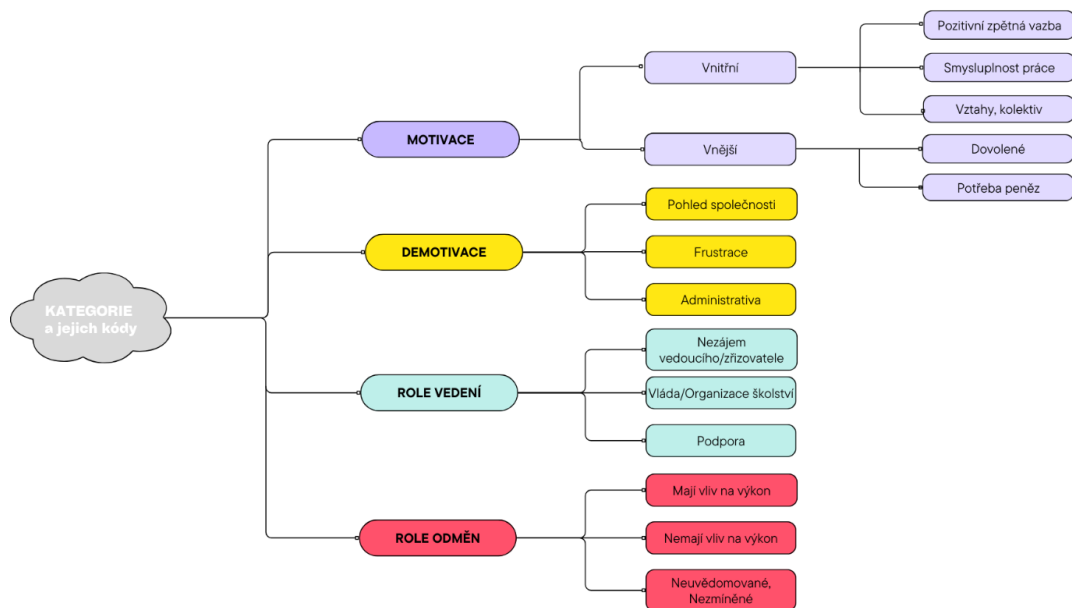 KATEGORIE
a jejich kódy
MOTIVACE
Vnitřní
Pozitivní zpětná vazba
Smysluplnost práce
Vztahy, kolektiv
Vnější
Dovolené
Potřeba peněz
DEMOTIVACE
Pohled společnosti
Frustrace
Administrativa
ROLE VEDENÍ
Nezájem
vedoucího/zřizovatele
Vláda/Organizace školství
Podpora
ROLE ODMĚN
Mají vliv na výkon
Nemají vliv na výkon
Neuvědomované,
Nezmíněné